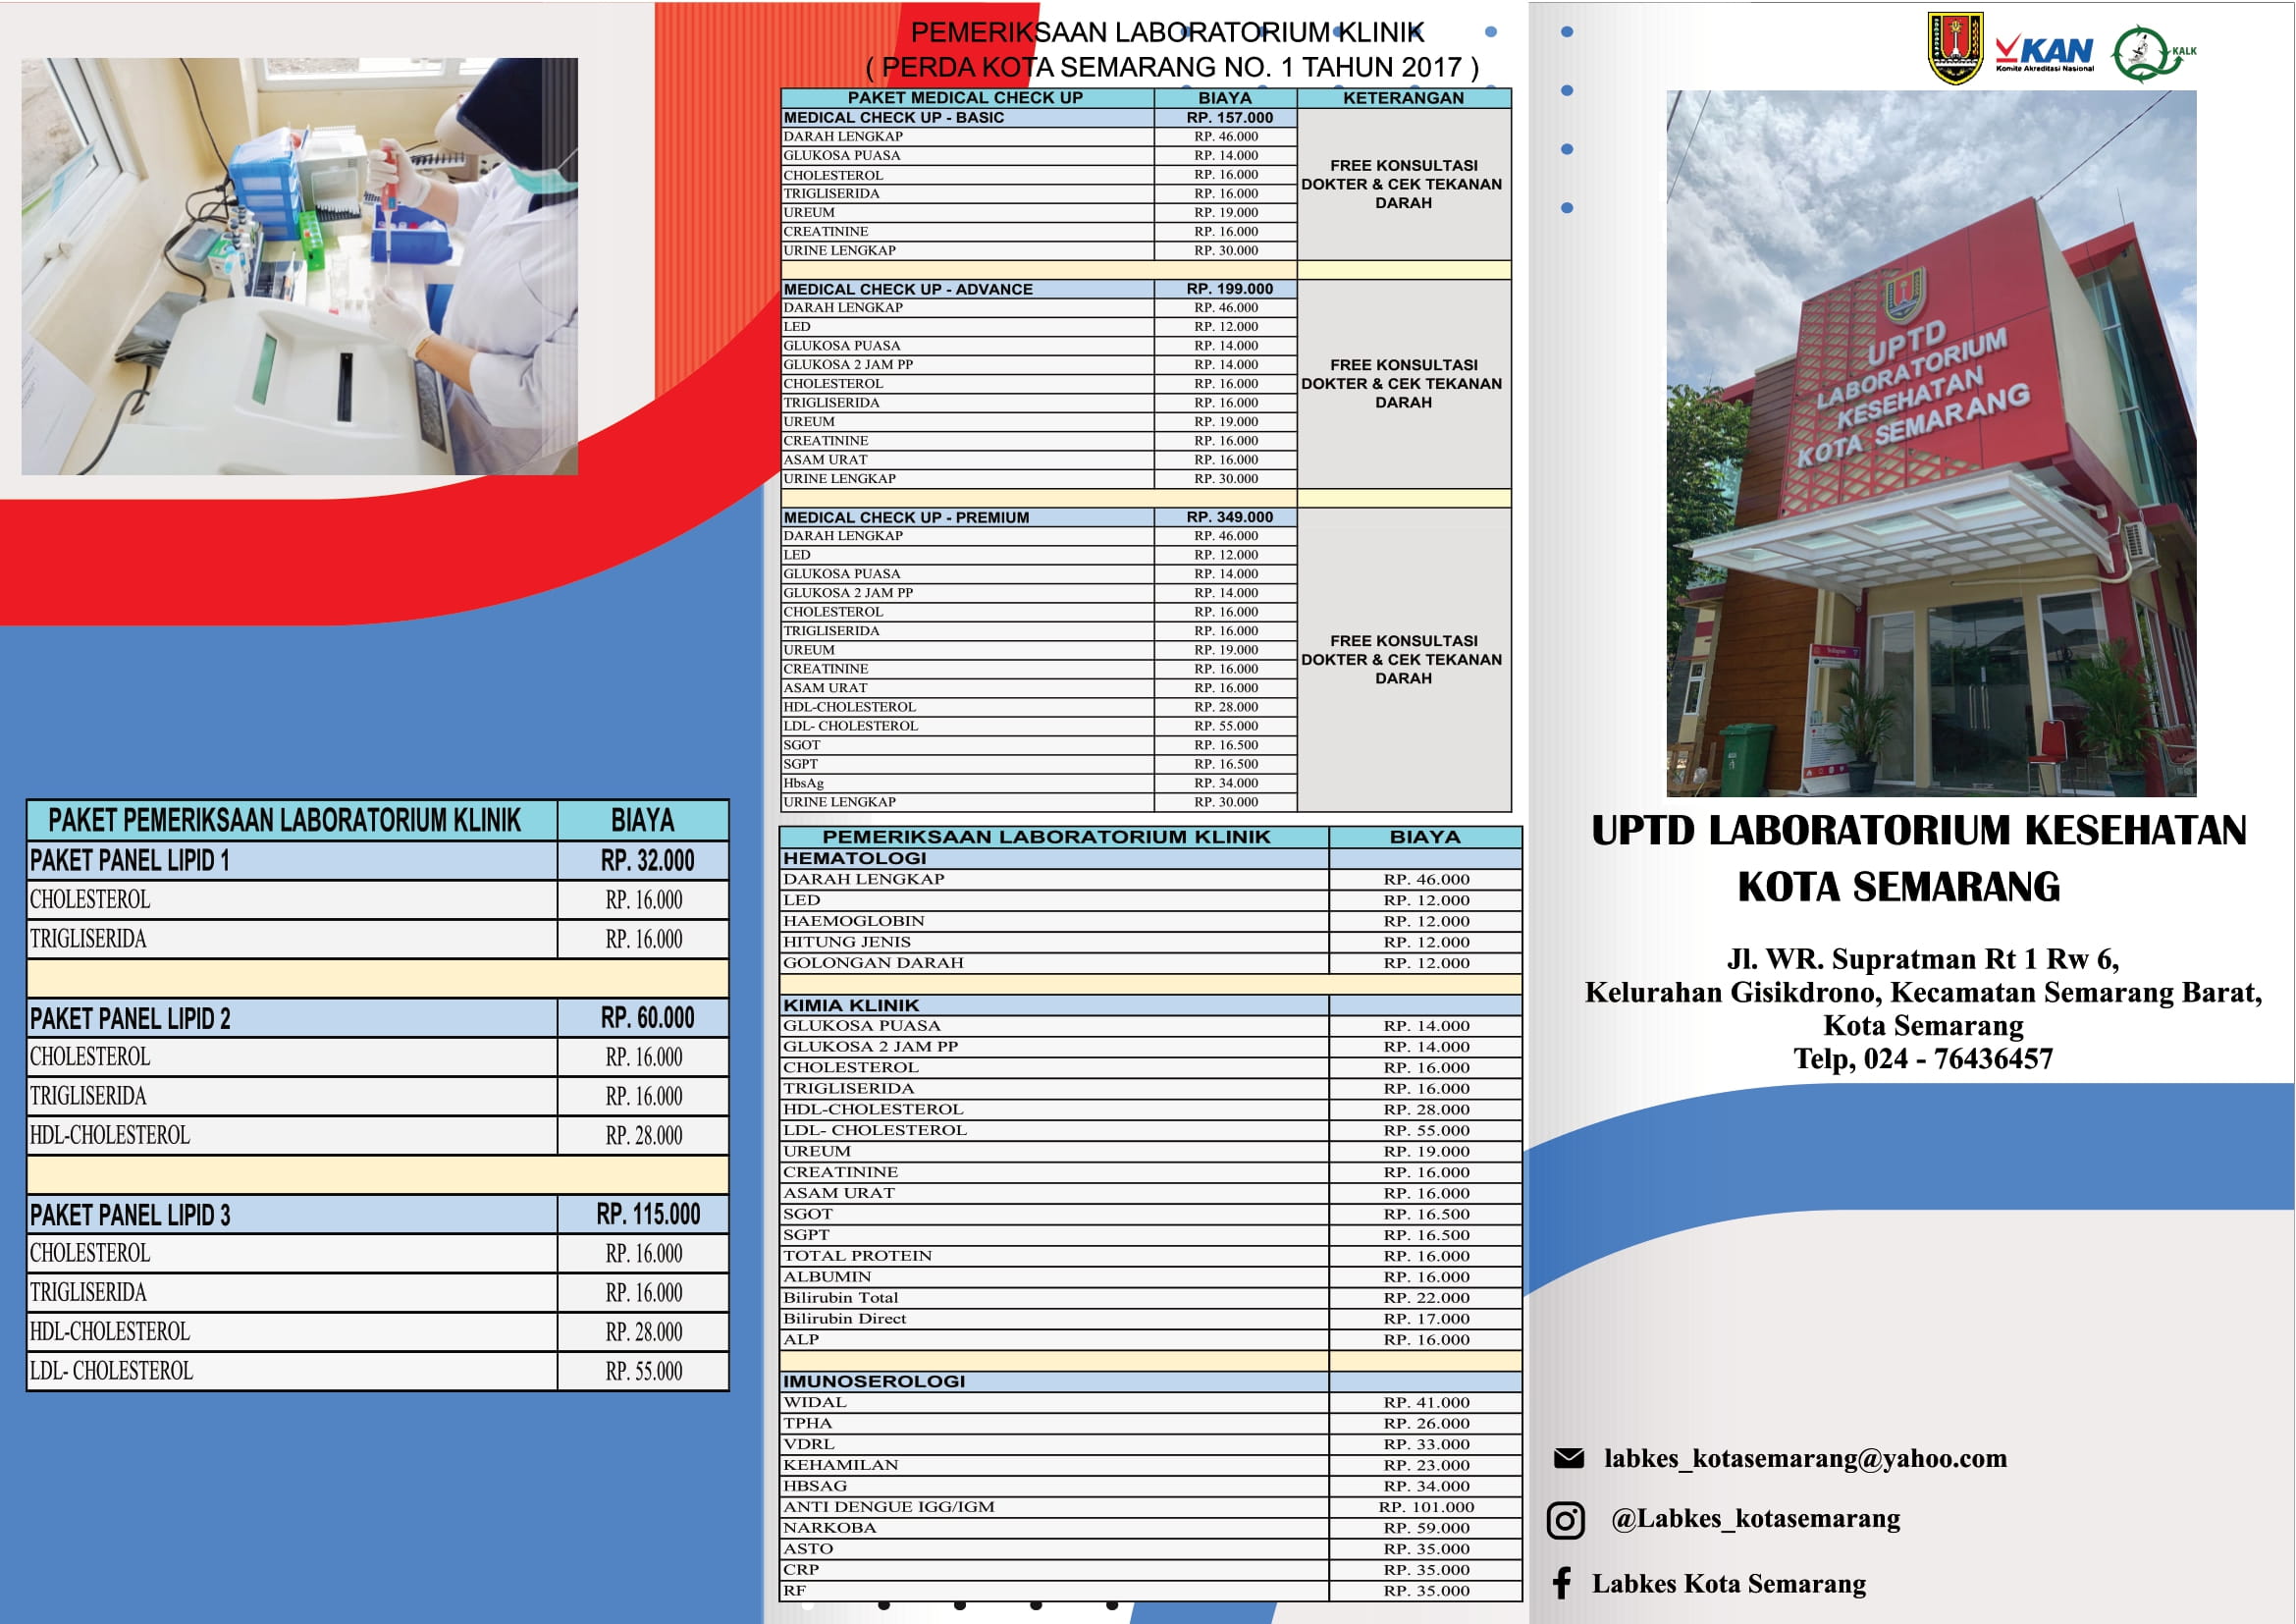 PAKET PEMERIKSAAN LABORATORIUM KLINIK BIAYA
PAKET PANEL LIPID 1 RP. 32.000
CHOLESTEROL RP. 16.000
TRIGLISERIDA RP. 16.000
PAKET PANEL LIPID 2 RP. 60.000
CHOLESTEROL RP. 16.000
TRIGLISERIDA RP. 16.000
HDL-CHOLESTEROL RP. 28.000
PAKET PANEL LIPID 3 RP. 115.000
CHOLESTEROL RP. 16.000
TRIGLISERIDA RP. 16.000
HDL-CHOLESTEROL RP. 28.000
LDL- CHOLESTEROL RP. 55.000
PEMERIKSAAN LABORATORIUM KLINIK
( PERDA KOTA SEMARANG NO. 1 TAHUN 2017 )
PAKET MEDICAL CHECK UP BIAYA KETERANGAN
MEDICAL CHECK UP - BASIC RP. 157.000
DARAH LENGKAP RP. 46.000
GLUKOSA PUASA RP. 14.000
CHOLESTEROL RP. 16.000
TRIGLISERIDA RP. 16.000
UREUM RP. 19.000
CREATININE RP. 16.000
URINE LENGKAP RP. 30.000
FREE KONSULTASI
DOKTER & CEK TEKANAN
DARAH
MEDICAL CHECK UP - ADVANCE RP. 199.000
DARAH LENGKAP RP. 46.000
LED RP. 12.000
GLUKOSA PUASA RP. 14.000
GLUKOSA 2 JAM PP RP. 14.000
CHOLESTEROL RP. 16.000
TRIGLISERIDA RP. 16.000
UREUM RP. 19.000
CREATININE RP. 16.000
ASAM URAT RP. 16.000
URINE LENGKAP RP. 30.000
FREE KONSULTASI
DOKTER & CEK TEKANAN
DARAH
MEDICAL CHECK UP - PREMIUM RP. 349.000
DARAH LENGKAP RP. 46.000
LED RP. 12.000
GLUKOSA PUASA RP. 14.000
GLUKOSA 2 JAM PP RP. 14.000
CHOLESTEROL RP. 16.000
TRIGLISERIDA RP. 16.000
UREUM RP. 19.000
CREATININE RP. 16.000
ASAM URAT RP. 16.000
HDL-CHOLESTEROL RP. 28.000
LDL- CHOLESTEROL RP. 55.000
SGOT RP. 16.500
SGPT RP. 16.500
HbsAg RP. 34.000
URINE LENGKAP RP. 30.000
FREE KONSULTASI
DOKTER & CEK TEKANAN
DARAH
PEMERIKSAAN LABORATORIUM KLINIK BIAYA
HEMATOLOGI
DARAH LENGKAP RP. 46.000
LED RP. 12.000
HAEMOGLOBIN RP. 12.000
HITUNG JENIS RP. 12.000
GOLONGAN DARAH RP. 12.000
KIMIA KLINIK
GLUKOSA PUASA RP. 14.000
GLUKOSA 2 JAM PP RP. 14.000
CHOLESTEROL RP. 16.000
TRIGLISERIDA RP. 16.000
HDL-CHOLESTEROL RP. 28.000
LDL- CHOLESTEROL RP. 55.000
UREUM RP. 19.000
CREATININE RP. 16.000
ASAM URAT RP. 16.000
SGOT RP. 16.500
SGPT RP. 16.500
TOTAL PROTEIN RP. 16.000
ALBUMIN RP. 16.000
Bilirubin Total RP. 22.000
Bilirubin Direct RP. 17.000
ALP RP. 16.000
IMUNOSEROLOGI
WIDAL RP. 41.000
TPHA RP. 26.000
VDRL RP. 33.000
KEHAMILAN RP. 23.000
HBSAG RP. 34.000
ANTI DENGUE IGG/IGM RP. 101.000
NARKOBA RP. 59.000
ASTO RP. 35.000
CRP RP. 35.000
RF RP. 35.000
KAN
Komite Akreditasi Nasional
KALK
UPTD
LABORATORIUM
KESEHATAN
KOTA SEMARANG
UPTD LABORATORIUM KESEHATAN
KOTA SEMARANG
Jl. WR. Supratman Rt 1 Rw 6,
Kelurahan Gisikdrono, Kecamatan Semarang Barat,
Kota Semarang
Telp, 024 - 76436457
labkes_kotasemarang@yahoo.com
@Labkes_kotasemarang
Labkes Kota Semarang